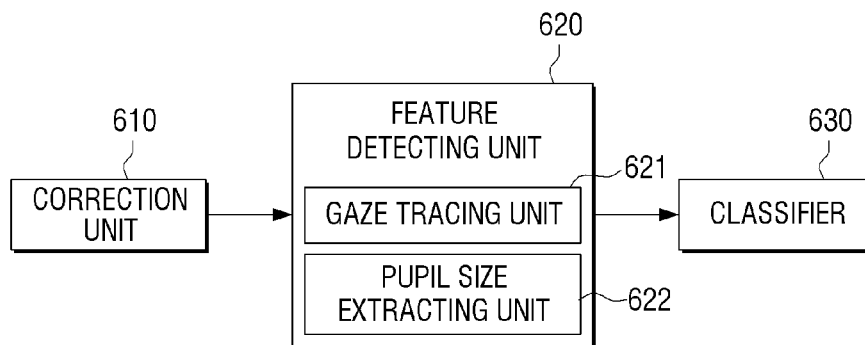 620
FEATURE
DETECTING UNIT
610
630
621
CORRECTION
UNIT
GAZE TRACING UNIT
CLASSIFIER
PUPIL SIZE
EXTRACTING UNIT
622